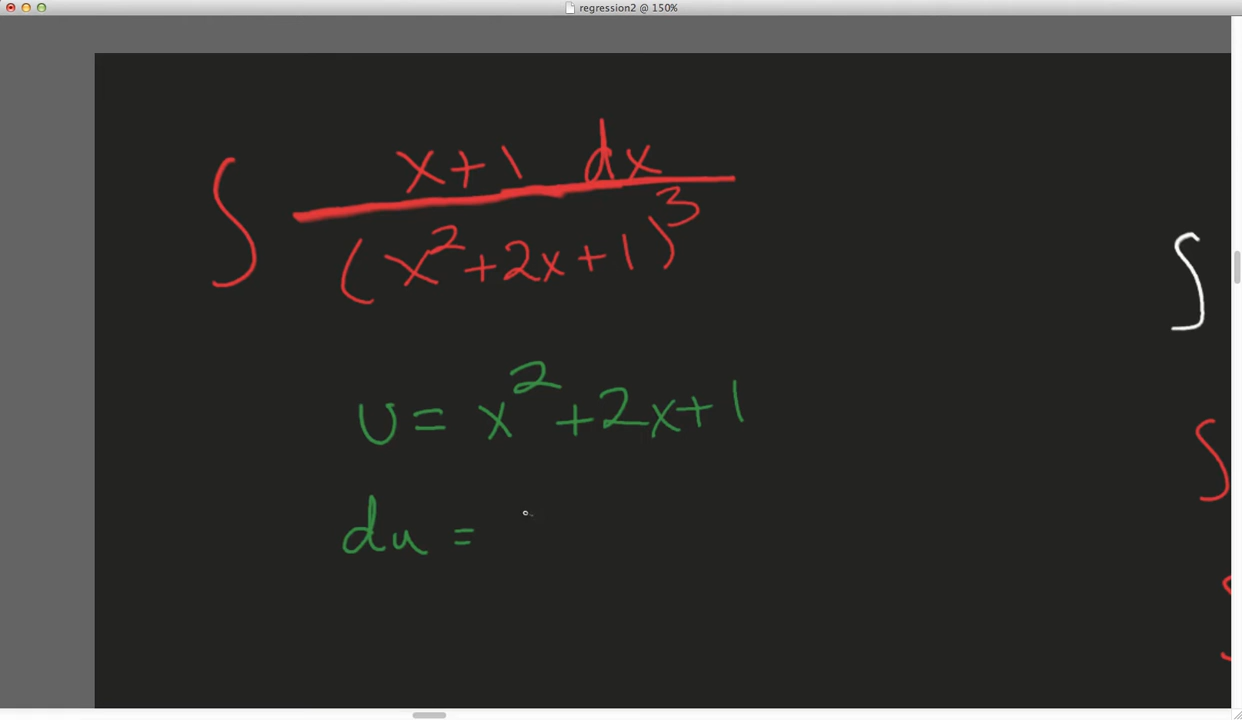 regression2 @ 150%
∫ x+1 dx
(x²+2x+1)³
∫
u = x²+2x+1
∫
du =